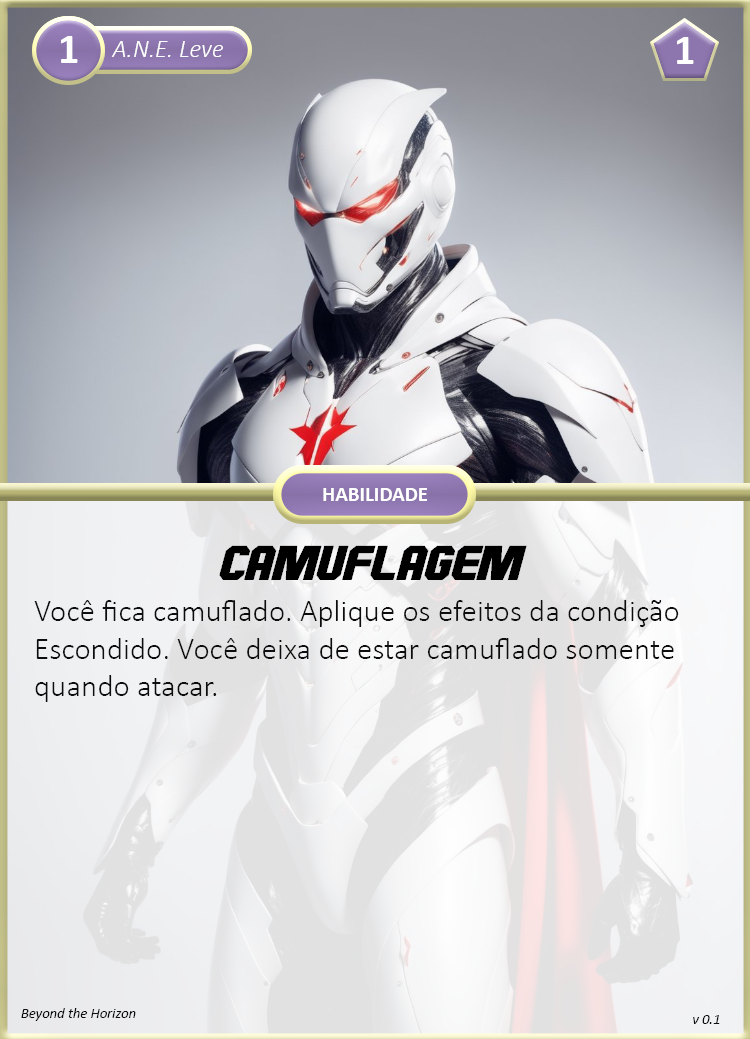 1 A.N.E. Leve
1
HABILIDADE
CAMUFLAGEM
Você fica camuflado. Aplique os efeitos da condição
Escondido. Você deixa de estar camuflado somente
quando atacar.
Beyond the Horizon
v 0.1